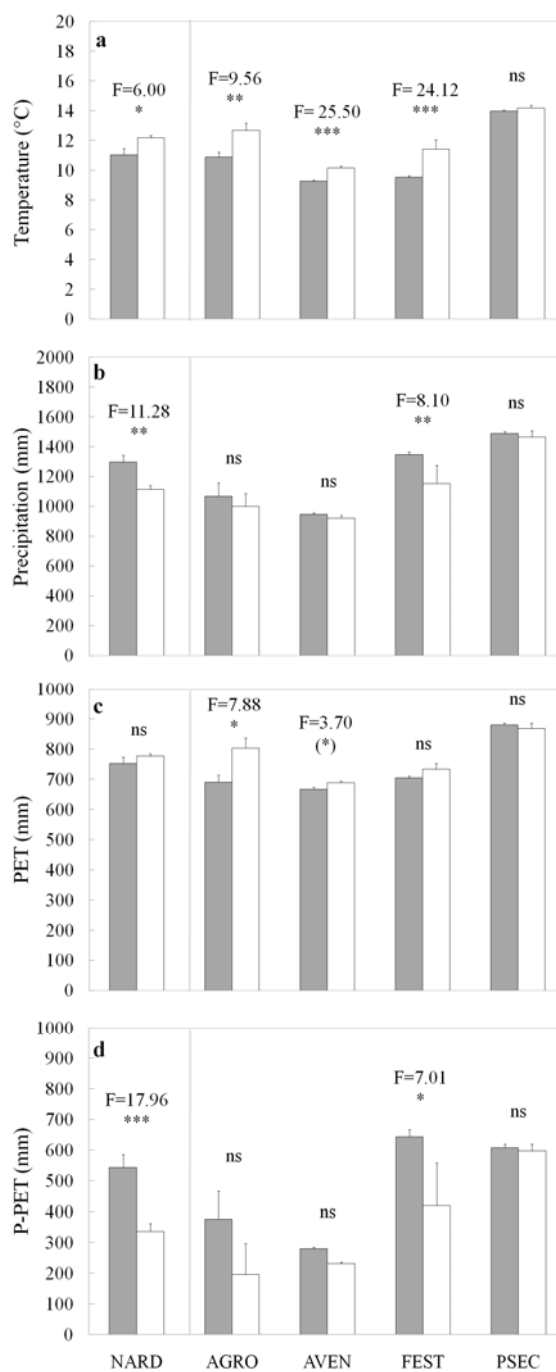 a
Temperature (°C)
20
18
16
14
12
10
8
6
4
2
0
F=6.00
*
F=9.56
**
F= 25.50
***
F= 24.12
***
ns
b
Precipitation (mm)
2000
1800
1600
1400
1200
1000
800
600
400
200
0
F=11.28
**
ns
ns
F=8.10
**
ns
c
PET (mm)
1000
900
800
700
600
500
400
300
200
100
0
ns
F=7.88
*
F=3.70
(*)
ns
ns
d
P-PET (mm)
1000
900
800
700
600
500
400
300
200
100
0
F=17.96
***
ns
ns
F=7.01
*
ns
NARD AGRO AVEN FEST PSEC